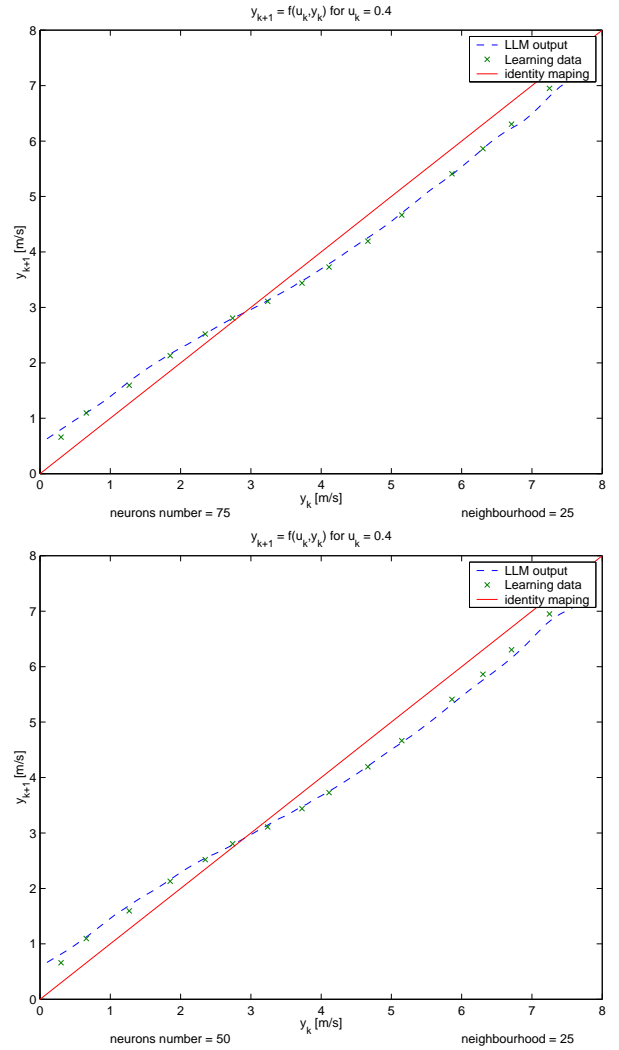 y_{k+1} = f(u_k,y_k) for u_k = 0.4
LLM output
Learning data
identity maping
8
7
6
5
4
3
2
1
0
y_{k+1} [m/s]
0 1 2 3 4 5 6 7 8
y_k [m/s]
neurons number = 75 neighbourhood = 25
y_{k+1} = f(u_k,y_k) for u_k = 0.4
LLM output
Learning data
identity maping
8
7
6
5
4
3
2
1
0
y_{k+1} [m/s]
0 1 2 3 4 5 6 7 8
y_k [m/s]
neurons number = 50 neighbourhood = 25